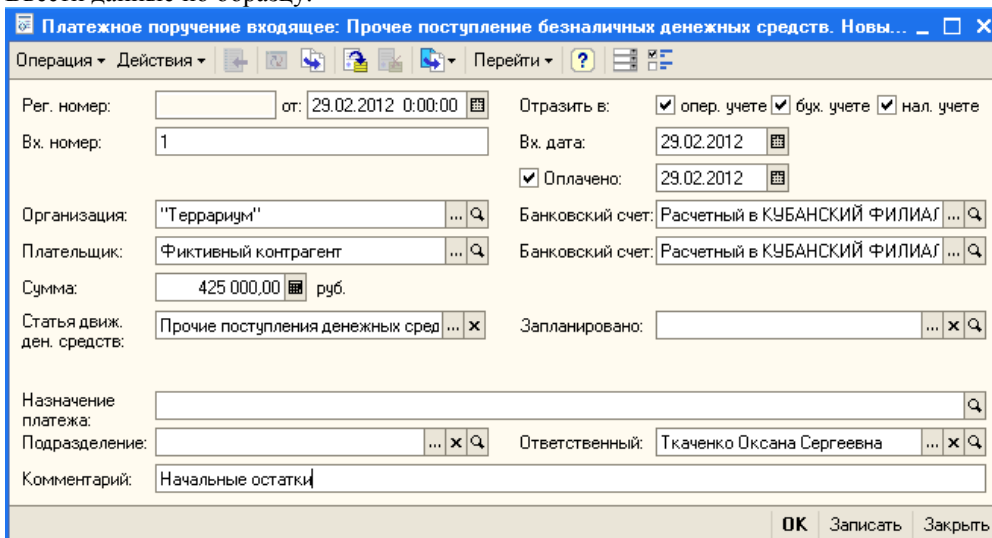 Ввести данные по образцу.
Платежное поручение входящее: Прочее поступление безналичных денежных средств. Новы...
Операция Действия Перейти ?
Рег. номер: от: 29.02.2012 0:00:00 Отразить в: опер. учете бух. учете нал. учете
Вх. номер: 1 Вх. дата: 29.02.2012
Оплачено: 29.02.2012
Организация: "Террариум" ... Банковский счет: Расчетный в КУБАНСКИЙ ФИЛИАЛ ...
Плательщик: Фиктивный контрагент ... Банковский счет: Расчетный в КУБАНСКИЙ ФИЛИАЛ ...
Сумма: 425 000,00 руб.
Статья движ. ден. средств: Прочие поступления денежных сред ... x Запланировано: ... x
Назначение платежа:
Подразделение: ... x Ответственный: Ткаченко Оксана Сергеевна ... x
Комментарий: Начальные остатки
OK Записать Закрыть